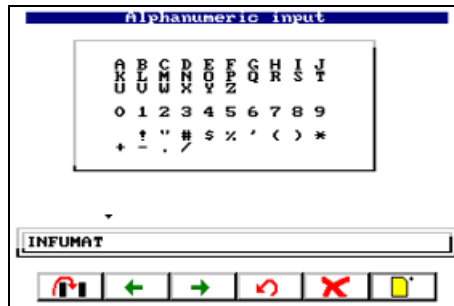 Alphanumeric input
A B C D E F G H I J
K L M N O P Q R S T
U V W X Y Z
0 1 2 3 4 5 6 7 8 9
! " # $ % ' ( ) *
+ - . /
INFUMAT